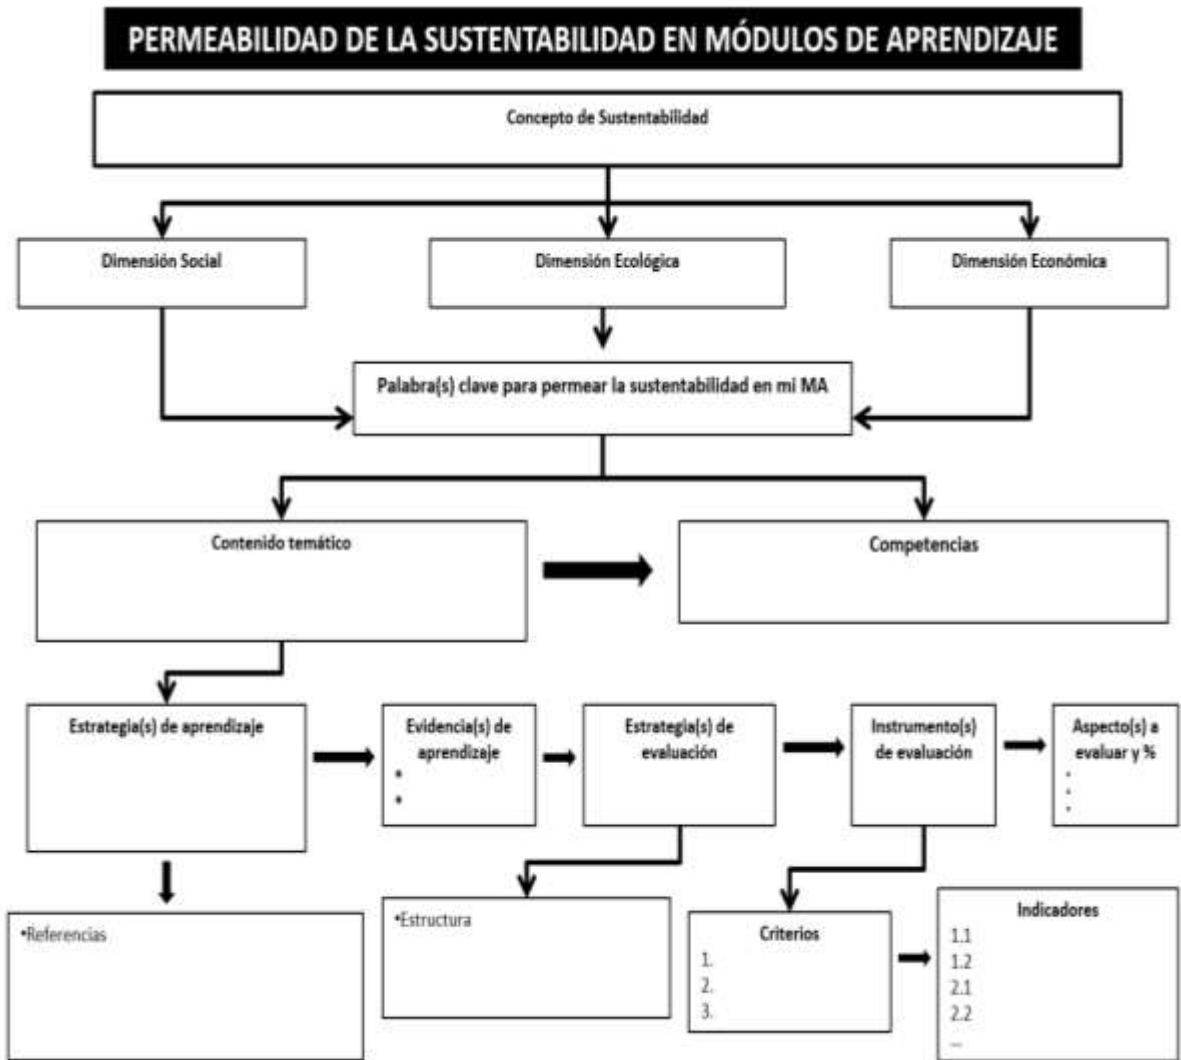 PERMEABILIDAD DE LA SUSTENTABILIDAD EN MÓDULOS DE APRENDIZAJE
Concepto de Sustentabilidad
Dimensión Social
Dimensión Ecológica
Dimensión Económica
Palabra(s) clave para permear la sustentabilidad en mi MA
Contenido temático
Competencias
Estrategia(s) de aprendizaje
Evidencia(s) de
aprendizaje
•
•
Estrategia(s) de
evaluación
Instrumento(s)
de evaluación
Aspecto(s) a
evaluar y %
•
•
•
•Referencias
•Estructura
Criterios
1.
2.
3.
Indicadores
1.1
1.2
2.1
2.2
...